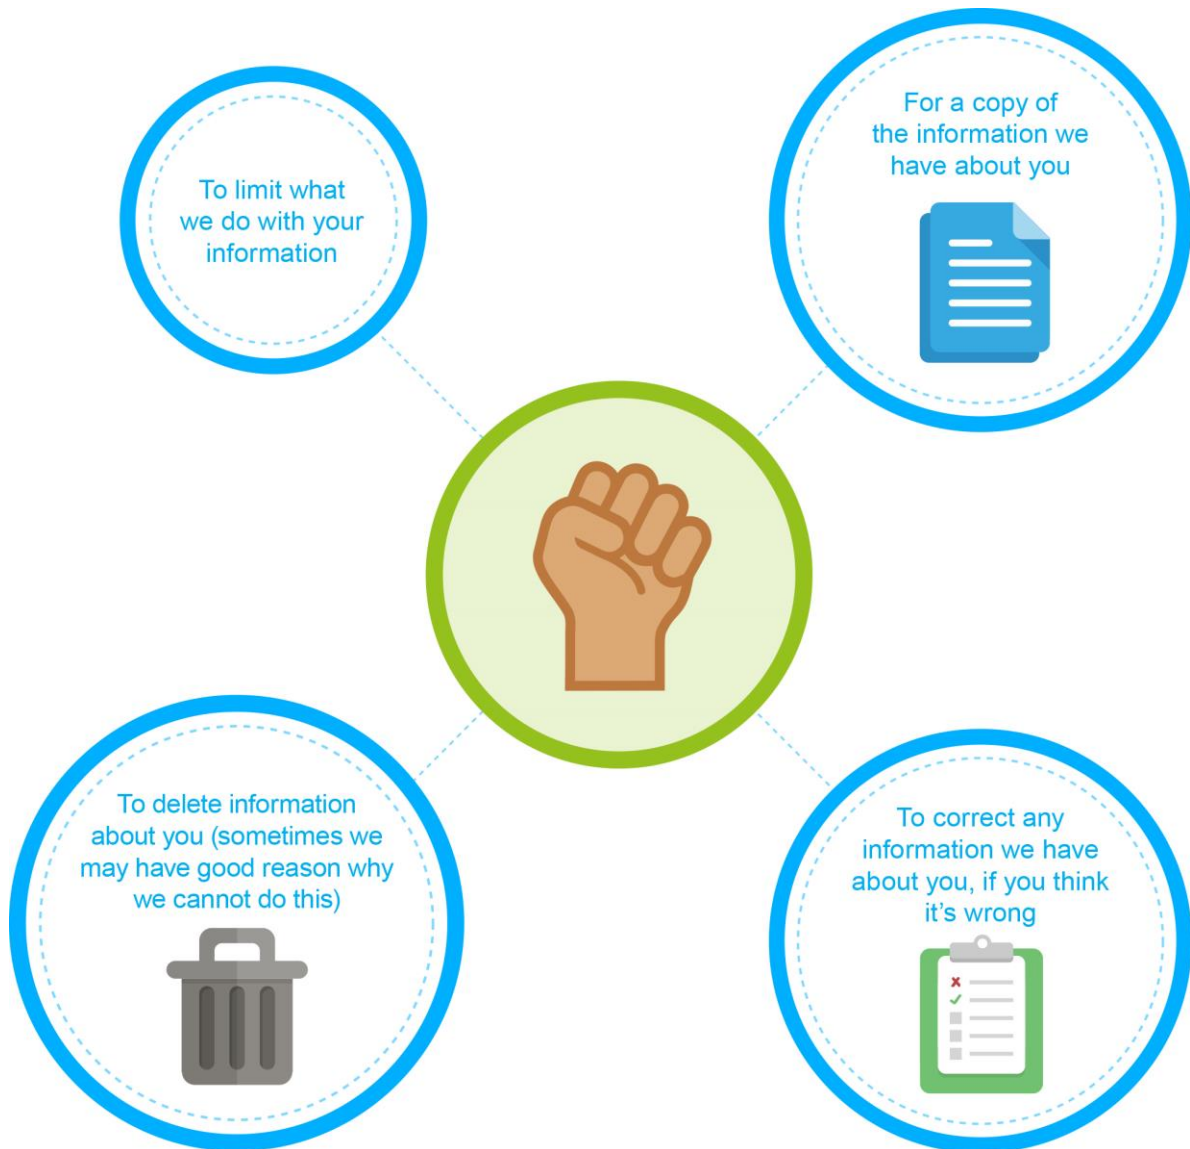 To limit what
we do with your
information
For a copy of
the information we
have about you
To delete information
about you (sometimes we
may have good reason why
we cannot do this)
To correct any
information we have
about you, if you think
it's wrong